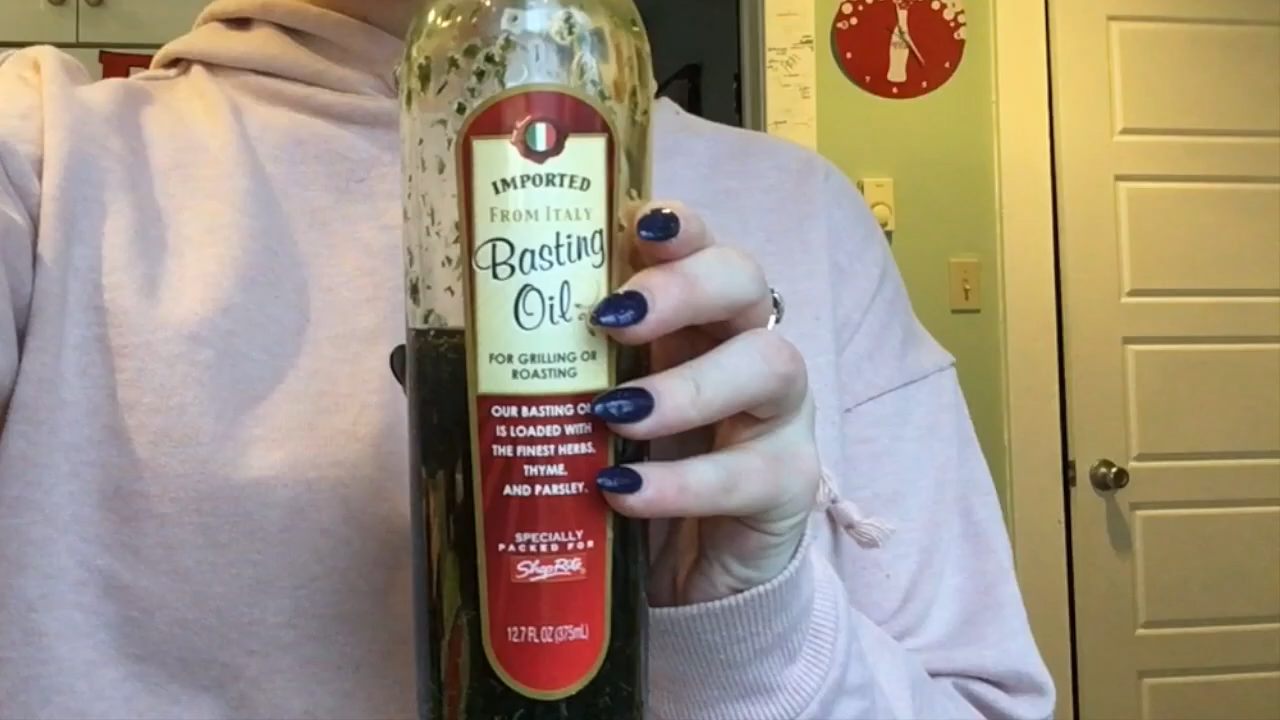 IMPORTED
FROM ITALY
Basting
Oil
FOR GRILLING OR
ROASTING
OUR BASTING
IS LOADED WITH
THE FINEST HERBS,
THYME,
AND PARSLEY.
SPECIALLY
PACKED FOR
ShopRite
12.7 FL OZ (375mL)